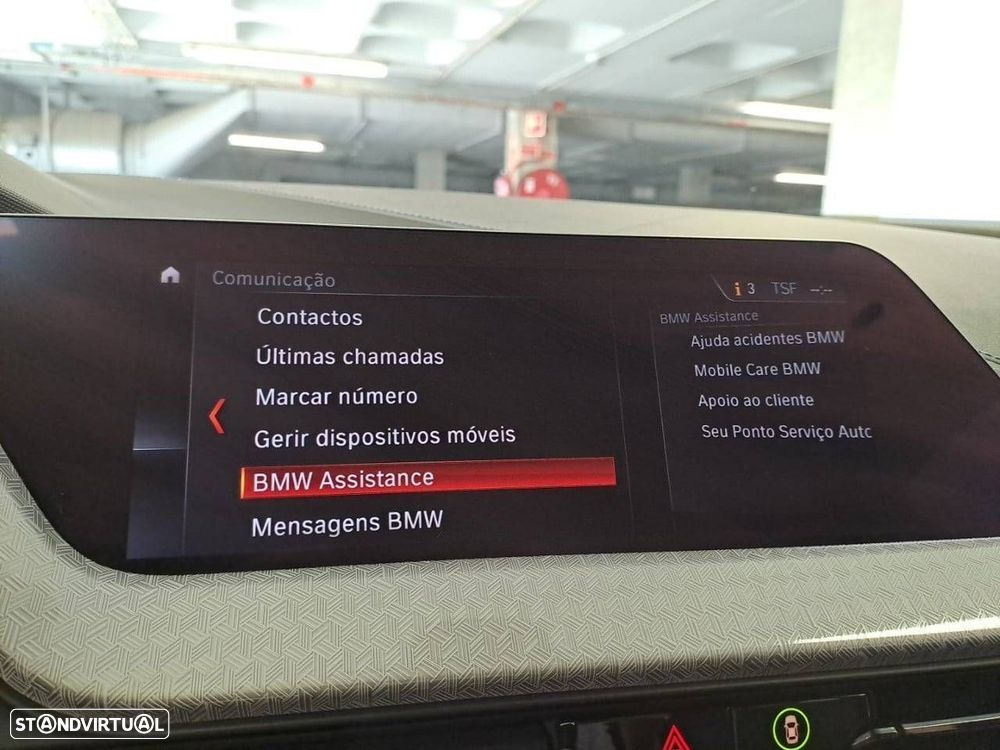 Comunicação
i 3 TSF --:--
Contactos
Últimas chamadas
Marcar número
Gerir dispositivos móveis
BMW Assistance
Mensagens BMW
BMW Assistance
Ajuda acidentes BMW
Mobile Care BMW
Apoio ao cliente
Seu Ponto Serviço Autc
STANDVIRTUAL